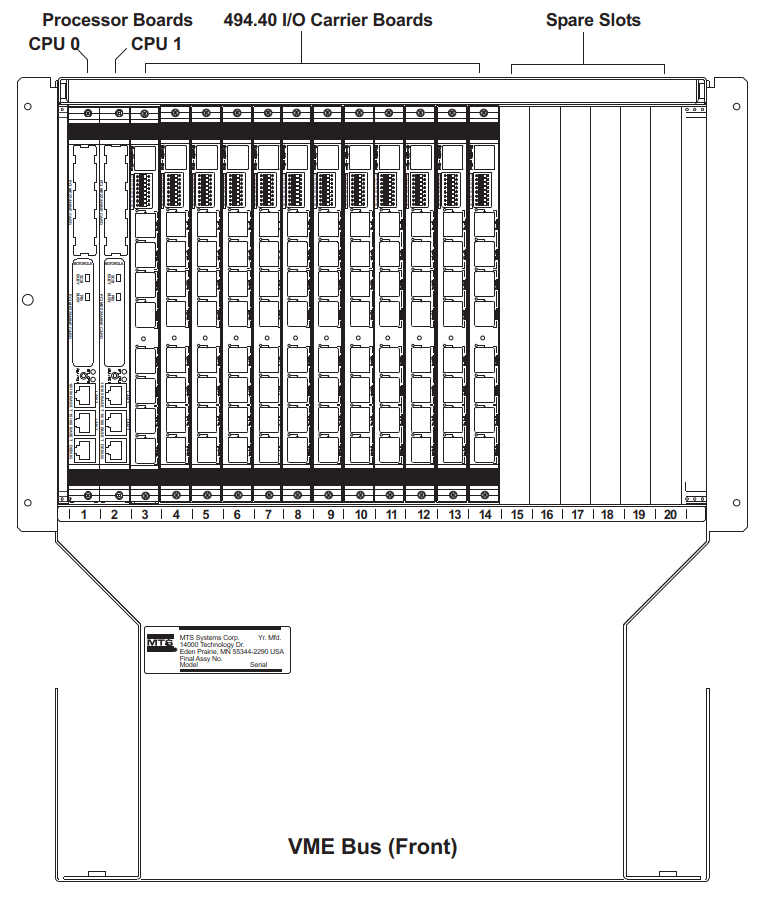 Processor Boards 494.40 I/O Carrier Boards Spare Slots
CPU 0 CPU 1
MOTOROLA MOTOROLA
1 2 3 4 5 6 7 8 9 10 11 12 13 14 15 16 17 18 19 20
MTS
MTS Systems Corp. Yr. Mfd.
14000 Technology Dr.
Eden Prairie, MN 55344-2290 USA
Final Assy No.
Model Serial
VME Bus (Front)